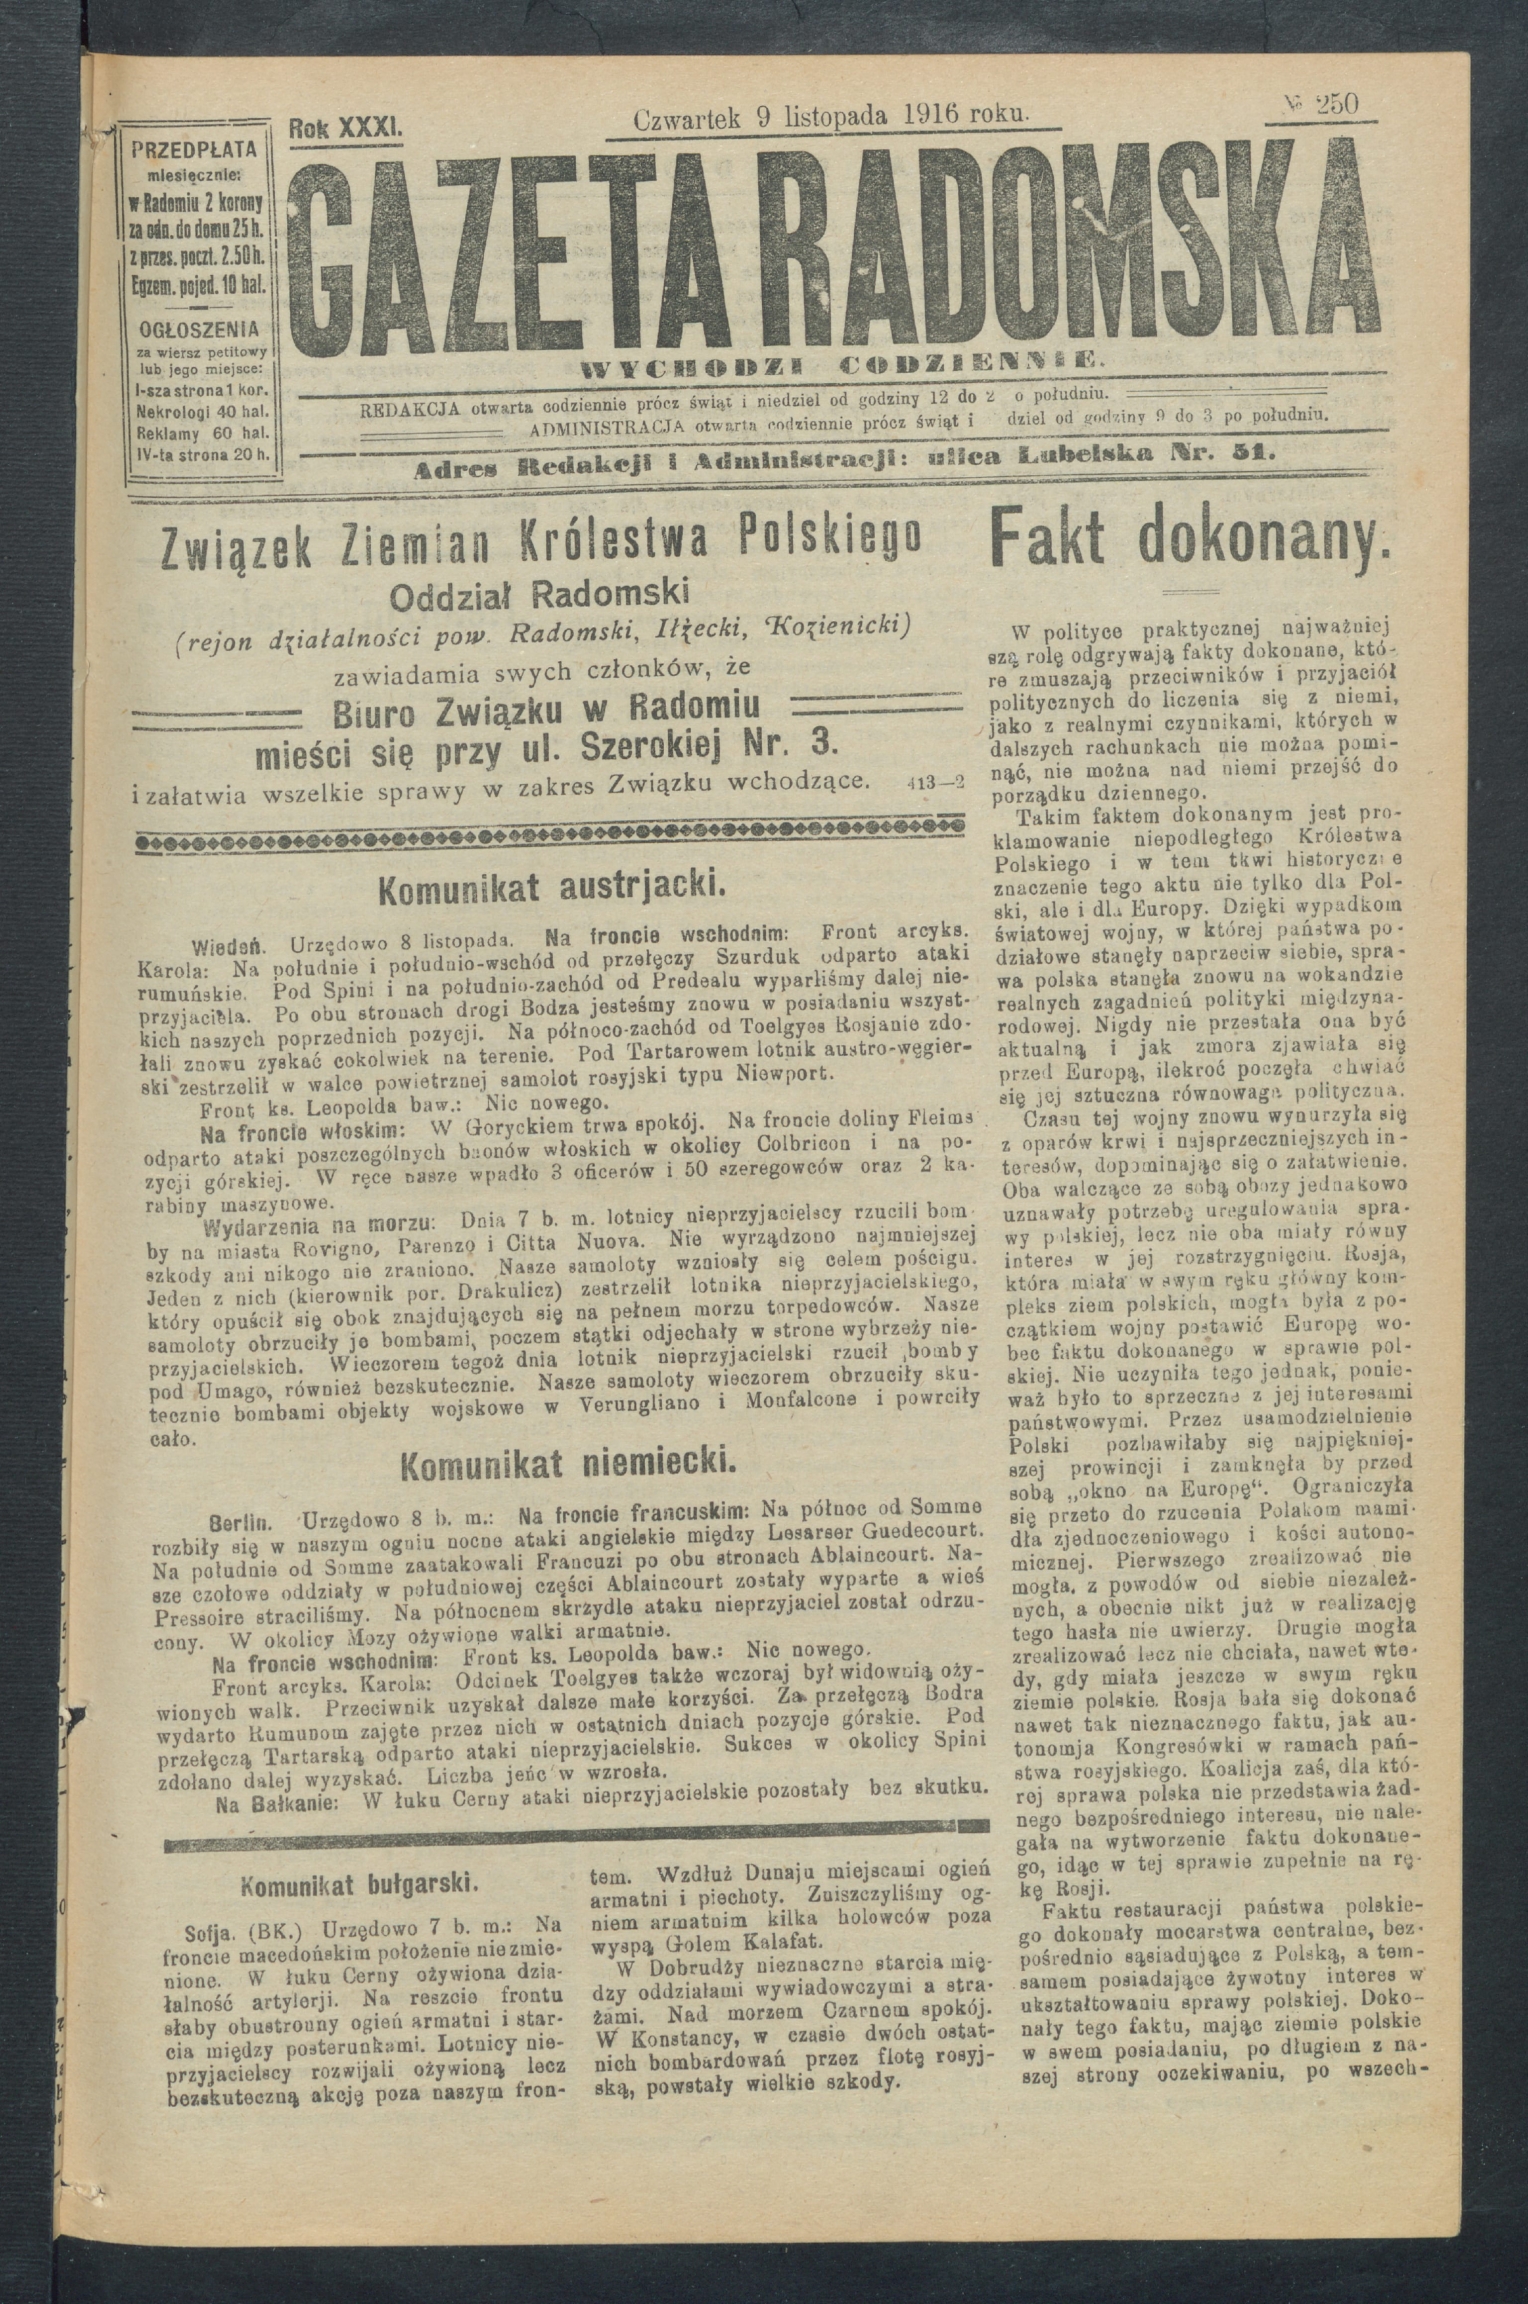 PRZEDPŁATA
miesięcznie:
w Radomiu 2 korony
za odn. do domu 25 h.
z przes. poczt. 2.50 h.
Egzem. pojed. 10 hal.
OGŁOSZENIA
za wiersz petitowy
lub jego miejsce:
I-sza strona 1 kor.
Nekrologi 40 hal.
Reklamy 60 hal.
IV-ta strona 20 h.
Rok XXXI.
Czwartek 9 listopada 1916 roku.
№ 250
GAZETA RADOMSKA
WYCHODZI CODZIENNIE.
REDAKCJA otwarta codziennie prócz świąt i niedziel od godziny 12 do 2 o południu.
ADMINISTRACJA otwarta codziennie prócz świąt i dziel od godziny 9 do 3 po południu.
Adres Redakcji i Administracji: ulica Lubelska Nr. 51.
Związek Ziemian Królestwa Polskiego
Oddział Radomski
(rejon działalności pow. Radomski, Iłżecki, Kozienicki)
zawiadamia swych członków, że
Biuro Związku w Radomiu
mieści się przy ul. Szerokiej Nr. 3.
i załatwia wszelkie sprawy w zakres Związku wchodzące. 413—2
Komunikat austrjacki.
Wiedeń. Urzędowo 8 listopada. Na froncie wschodnim: Front arcyks.
Karola: Na południe i południo-wschód od przełęczy Szurduk odparto ataki
rumuńskie. Pod Spini i na południo-zachód od Predealu wyparliśmy dalej nie-
przyjaciela. Po obu stronach drogi Bodza jesteśmy znowu w posiadaniu wszyst-
kich naszych poprzednich pozycji. Na północo-zachód od Toelgyes Rosjanie zdo-
łali znowu zyskać cokolwiek na terenie. Pod Tartarowem lotnik austro-węgier-
ski zestrzelił w walce powietrznej samolot rosyjski typu Niewport.
Front ks. Leopolda baw.: Nic nowego.
Na froncie włoskim: W Goryckiem trwa spokój. Na froncie doliny Fleims
odparto ataki poszczególnych baonów włoskich w okolicy Colbricon i na po-
zycji górskiej. W ręce nasze wpadło 3 oficerów i 50 szeregowców oraz 2 ka-
rabiny maszynowe.
Wydarzenia na morzu: Dnia 7 b. m. lotnicy nieprzyjacielscy rzucili bom-
by na miasta Rovigno, Parenzo i Citta Nuova. Nie wyrządzono najmniejszej
szkody ani nikogo nie zraniono. Nasze samoloty wzniosły się celem pościgu.
Jeden z nich (kierownik por. Drakulicz) zestrzelił lotnika nieprzyjacielskiego,
który opuścił się obok znajdujących się na pełnem morzu torpedowców. Nasze
samoloty obrzuciły je bombami, poczem stątki odjechały w strone wybrzeży nie-
przyjacielskich. Wieczorem tegoż dnia lotnik nieprzyjacielski rzucił bomby
pod Umago, również bezskutecznie. Nasze samoloty wieczorem obrzuciły sku-
tecznie bombami objekty wojskowe w Verungliano i Monfalcone i powrciły
cało.
Komunikat niemiecki.
Berlin. Urzędowo 8 b. m.: Na froncie francuskim: Na północ od Somme
rozbiły się w naszym ogniu nocne ataki angielskie między Lesarser Guedecourt.
Na południe od Somme zaatakowali Francuzi po obu stronach Ablaincourt. Na-
sze czołowe oddziały w południowej części Ablaincourt zostały wyparte a wieś
Pressoire straciliśmy. Na północnem skrzydle ataku nieprzyjaciel został odrzu-
cony. W okolicy Mozy ożywione walki armatnie.
Na froncie wschodnim: Front ks. Leopolda baw.: Nic nowego.
Front arcyks. Karola: Odcinek Toelgyes także wczoraj był widownią oży-
wionych walk. Przeciwnik uzyskał dalsze małe korzyści. Za przełęczą Bodra
wydarto Rumunom zajęte przez nich w ostatnich dniach pozycje górskie. Pod
przełęczą Tartarską odparto ataki nieprzyjacielskie. Sukces w okolicy Spini
zdołano dalej wyzyskać. Liczba jeńc w wzrosła.
Na Bałkanie: W łuku Cerny ataki nieprzyjacielskie pozostały bez skutku.
Komunikat bułgarski.
Sofja. (BK.) Urzędowo 7 b. m.: Na
froncie macedońskim położenie niezmie-
nione. W łuku Cerny ożywiona dzia-
łalność artylerji. Na reszcie frontu
słaby obustronny ogień armatni i star-
cia między posterunkami. Lotnicy nie-
przyjacielscy rozwijali ożywioną lecz
bezskuteczną akcję poza naszym fron-
tem. Wzdłuż Dunaju miejscami ogień
armatni i piechoty. Zniszczyliśmy og-
niem armatnim kilka holowców poza
wyspą Golem Kalafat.
W Dobrudży nieznaczne starcia mię-
dzy oddziałami wywiadowczymi a stra-
żami. Nad morzem Czarnem spokój.
W Konstancy, w czasie dwóch ostat-
nich bombardowań przez flotę rosyj-
ską, powstały wielkie szkody.
Fakt dokonany.
W polityce praktycznej najważniej
szą rolę odgrywają fakty dokonane, któ-
re zmuszają przeciwników i przyjaciół
politycznych do liczenia się z niemi,
jako z realnymi czynnikami, których w
dalszych rachunkach nie można pomi-
nąć, nie można nad niemi przejść do
porządku dziennego.
Takim faktem dokonanym jest pro-
klamowanie niepodległego Królestwa
Polskiego i w tem tkwi historyczne
znaczenie tego aktu nie tylko dla Pol-
ski, ale i dla Europy. Dzięki wypadkom
światowej wojny, w której państwa po-
działowe stanęły naprzeciw siebie, spra-
wa polska stanęła znowu na wokandzie
realnych zagadnień polityki międzyna-
rodowej. Nigdy nie przestała ona być
aktualną i jak zmora zjawiała się
przed Europą, ilekroć poczęła chwiać
się jej sztuczna równowaga polityczna.
Czasu tej wojny znowu wynurzyła się
z oparów krwi i najsprzeczniejszych in-
teresów, dopominając się o załatwienie.
Oba walczące ze sobą obozy jednakowo
uznawały potrzebę uregulowania spra-
wy polskiej, lecz nie oba miały równy
interes w jej rozstrzygnięciu. Rosja,
która miała w swym ręku główny kom-
pleks ziem polskich, mogła była z po-
czątkiem wojny postawić Europę wo-
bec faktu dokonanego w sprawie pol-
skiej. Nie uczyniła tego jednak, ponie-
waż było to sprzeczne z jej interesami
państwowymi. Przez usamodzielnienie
Polski pozbawiłaby się najpiękniej-
szej prowincji i zamknęła by przed
sobą „okno na Europę“. Ograniczyła
się przeto do rzucenia Polakom mami-
dła zjednoczeniowego i kości autono-
micznej. Pierwszego zrealizować nie
mogła, z powodów od siebie niezależ-
nych, a obecnie nikt już w realizację
tego hasła nie uwierzy. Drugie mogła
zrealizować lecz nie chciała, nawet wte-
dy, gdy miała jeszcze w swym ręku
ziemie polskie. Rosja bała się dokonać
nawet tak nieznacznego faktu, jak au-
tonomja Kongresówki w ramach pań-
stwa rosyjskiego. Koalicja zaś, dla któ-
rej sprawa polska nie przedstawia żad-
nego bezpośredniego interesu, nie nale-
gała na wytworzenie faktu dokonane-
go, idąc w tej sprawie zupełnie na rę-
kę Rosji.
Faktu restauracji państwa polskie-
go dokonały mocarstwa centralne, bez-
pośrednio sąsiadujące z Polską, a tem-
samem posiadające żywotny interes w
ukształtowaniu sprawy polskiej. Doko-
nały tego faktu, mając ziemie polskie
w swem posiadaniu, po długiem z na-
szej strony oczekiwaniu, po wszech-